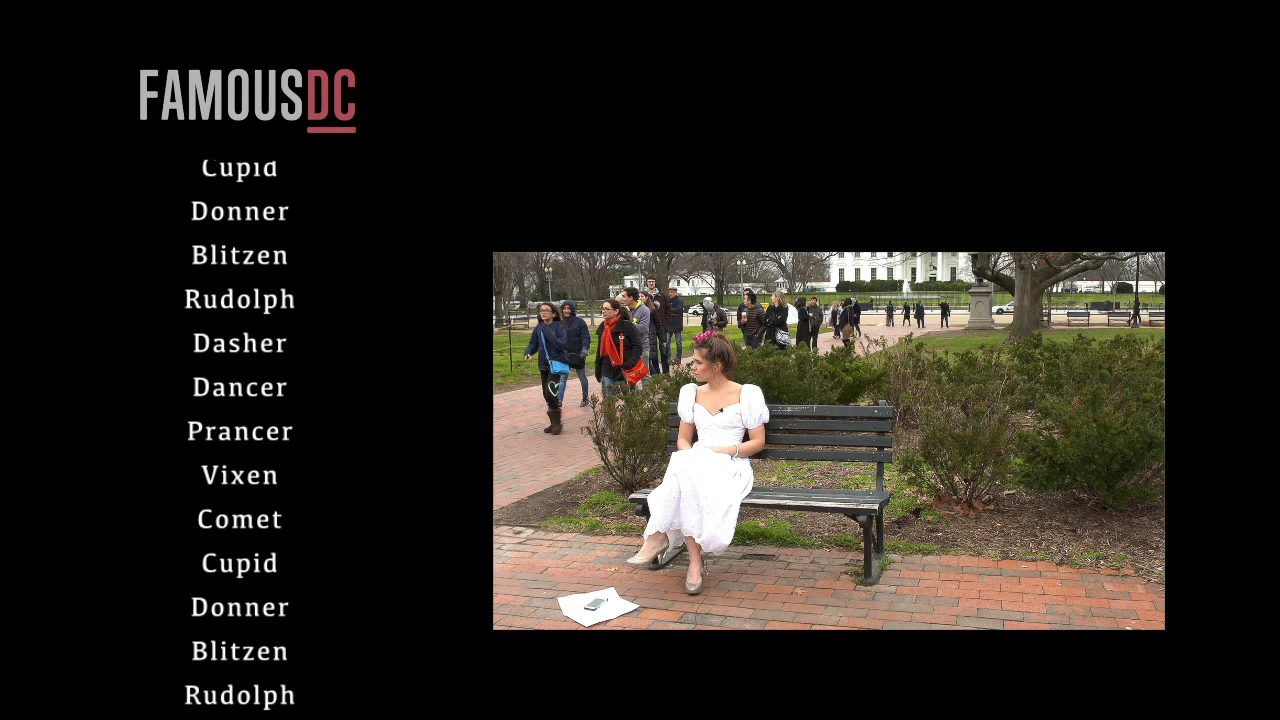 FAMOUSDC
Cupid
Donner
Blitzen
Rudolph
Dasher
Dancer
Prancer
Vixen
Comet
Cupid
Donner
Blitzen
Rudolph